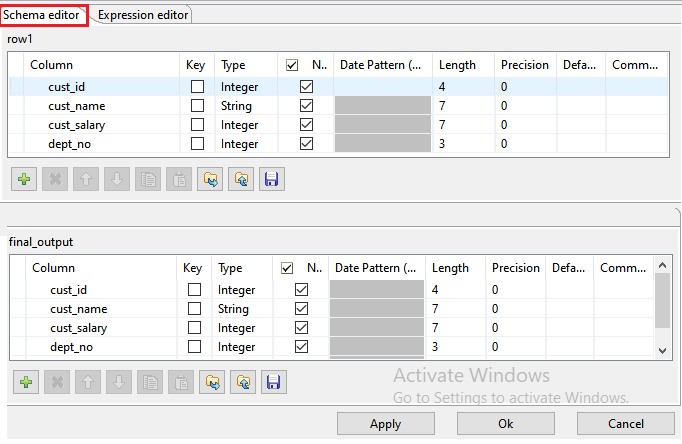 Schema editor Expression editor
row1
Column Key Type N.. Date Pattern (... Length Precision Defa... Comm...
cust_id Integer 4 0
cust_name String 7 0
cust_salary Integer 7 0
dept_no Integer 3 0
final_output
Column Key Type N.. Date Pattern (... Length Precision Defa... Comm...
cust_id Integer 4 0
cust_name String 7 0
cust_salary Integer 7 0
dept_no Integer 3 0
Activate Windows
Go to Settings to activate Windows.
Apply Ok Cancel